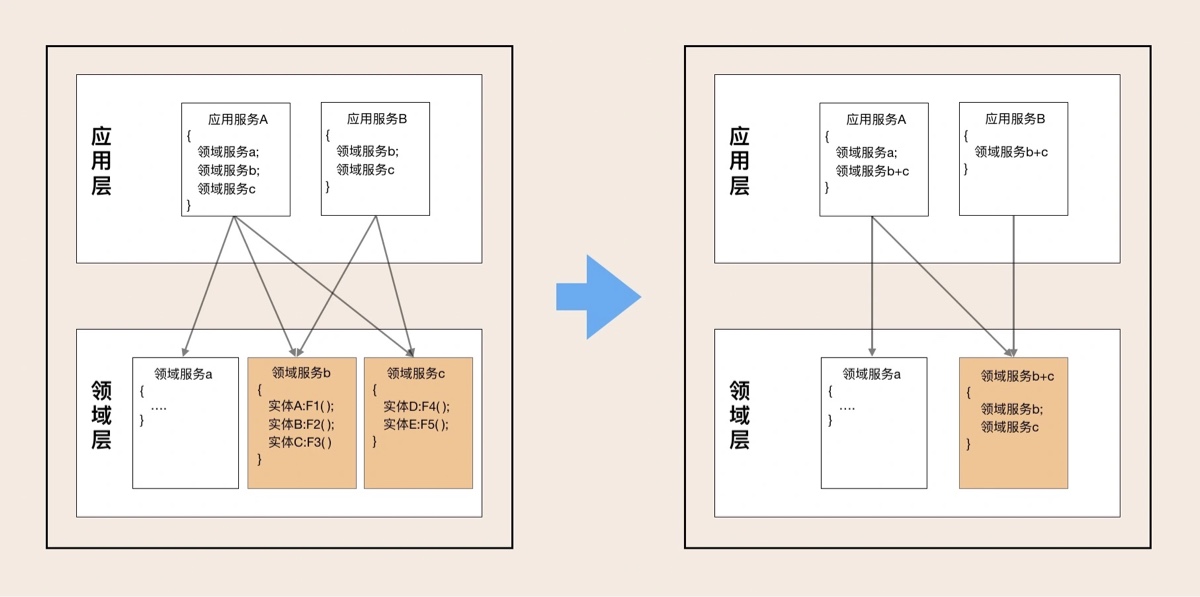 应用层
应用服务A
{
领域服务a;
领域服务b;
领域服务c
}
应用服务B
{
领域服务b;
领域服务c
}
领域层
领域服务a
{
....
}
领域服务b
{
实体A:F1( );
实体B:F2( );
实体C:F3( )
}
领域服务c
{
实体D:F4( );
实体E:F5( );
}
应用层
应用服务A
{
领域服务a;
领域服务b+c
}
应用服务B
{
领域服务b+c
}
领域层
领域服务a
{
....
}
领域服务b+c
{
领域服务b;
领域服务c
}